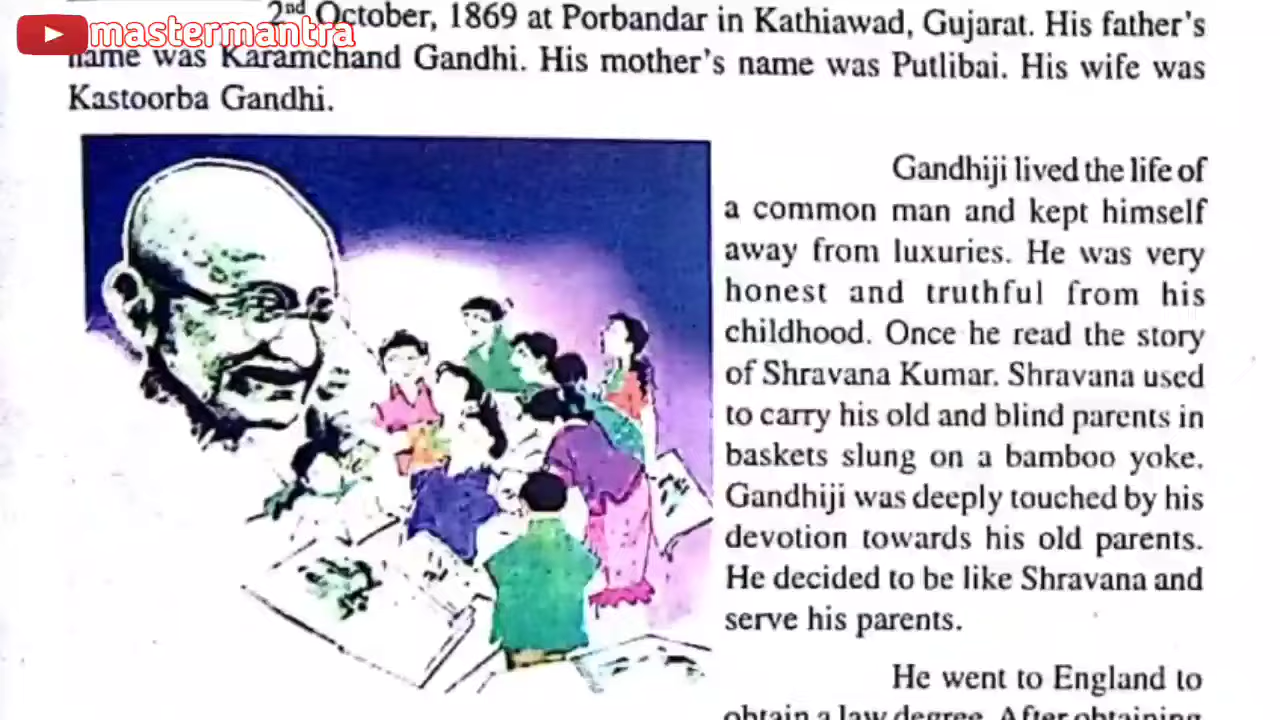 mastermantra
2nd October, 1869 at Porbandar in Kathiawad, Gujarat. His father's
name was Karamchand Gandhi. His mother's name was Putlibai. His wife was
Kastoorba Gandhi.
Gandhiji lived the life of
a common man and kept himself
away from luxuries. He was very
honest and truthful from his
childhood. Once he read the story
of Shravana Kumar. Shravana used
to carry his old and blind parents in
baskets slung on a bamboo yoke.
Gandhiji was deeply touched by his
devotion towards his old parents.
He decided to be like Shravana and
serve his parents.
He went to England to
obtain a law degree. After obtaining